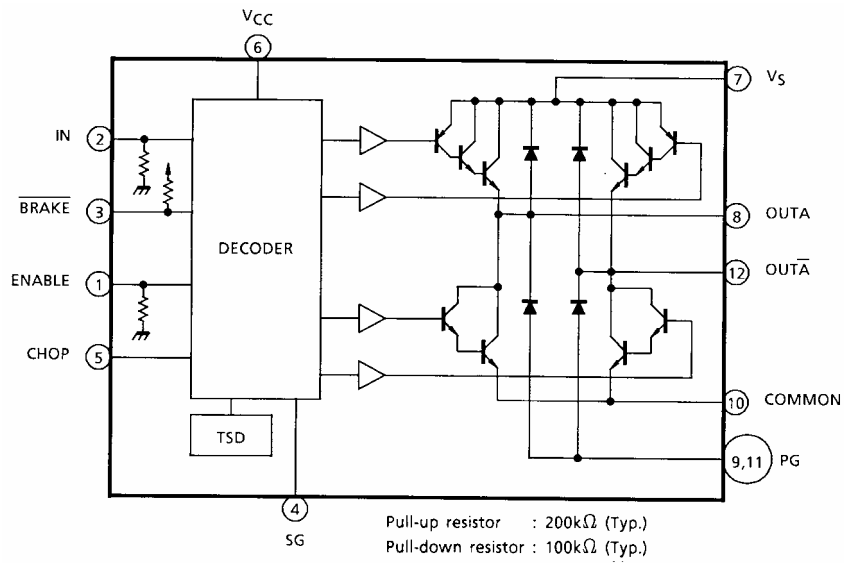 VCC
6
7 VS
IN 2
BRAKE 3
8 OUTA
DECODER
12 OUTA̅
ENABLE 1
CHOP 5
10 COMMON
TSD
9,11 PG
4
SG
Pull-up resistor : 200kΩ (Typ.)
Pull-down resistor : 100kΩ (Typ.)